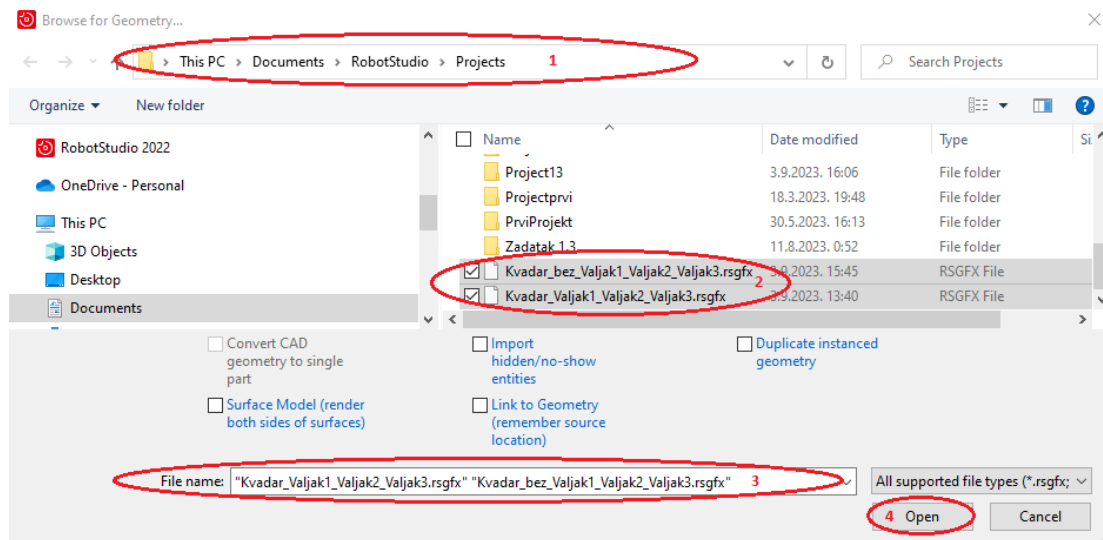 Browse for Geometry...
This PC > Documents > RobotStudio > Projects 1
Search Projects
Organize New folder
Name Date modified Type
RobotStudio 2022
Project13 3.9.2023. 16:06 File folder
OneDrive - Personal
Projectprvi 18.3.2023. 19:48 File folder
This PC
PrviProjekt 30.5.2023. 16:13 File folder
3D Objects
Zadatak 1.3 11.8.2023. 0:52 File folder
Desktop
Kvadar_bez_Valjak1_Valjak2_Valjak3.rsgfx 3.9.2023. 15:45 RSGFX File
2
Documents
Kvadar_Valjak1_Valjak2_Valjak3.rsgfx 3.9.2023. 13:40 RSGFX File
Convert CAD
geometry to single
part
Import
hidden/no-show
entities
Duplicate instanced
geometry
Surface Model (render
both sides of surfaces)
Link to Geometry
(remember source
location)
File name: "Kvadar_Valjak1_Valjak2_Valjak3.rsgfx" "Kvadar_bez_Valjak1_Valjak2_Valjak3.rsgfx" 3
All supported file types (*.rsgfx;
4 Open Cancel